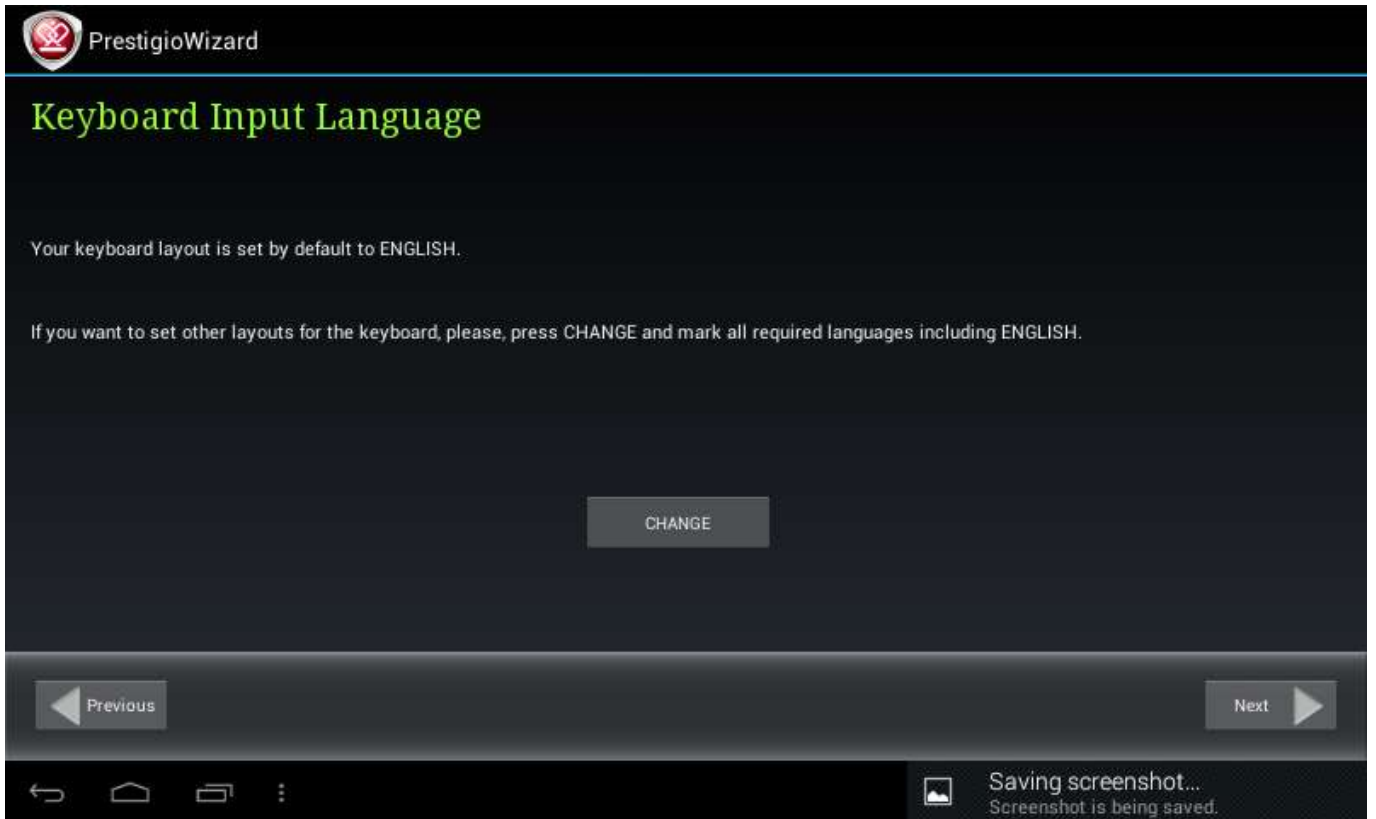 PrestigioWizard
Keyboard Input Language
Your keyboard layout is set by default to ENGLISH.
If you want to set other layouts for the keyboard, please, press CHANGE and mark all required languages including ENGLISH.
CHANGE
Previous
Next
Saving screenshot...
Screenshot is being saved.